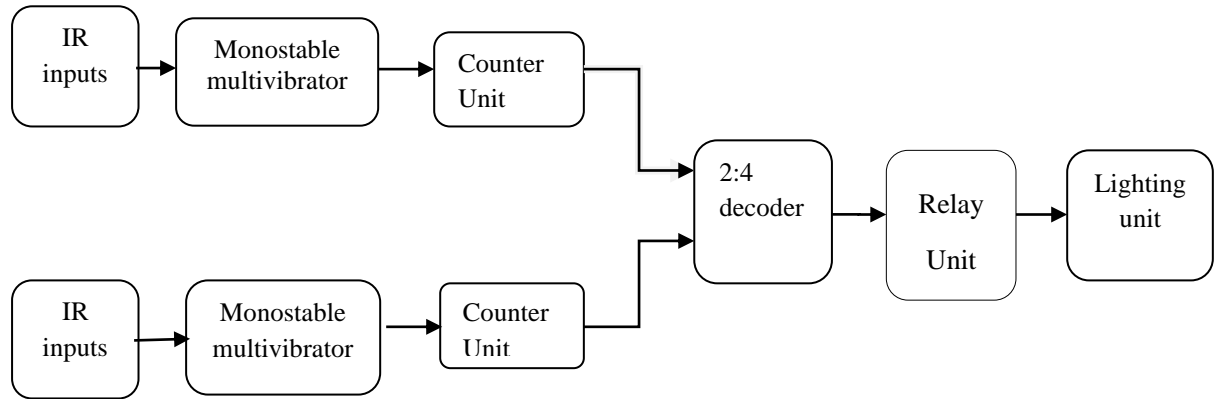 IR
inputs
Monostable
multivibrator
Counter
Unit
2:4
decoder
Relay
Unit
Lighting
unit
IR
inputs
Monostable
multivibrator
Counter
Unit